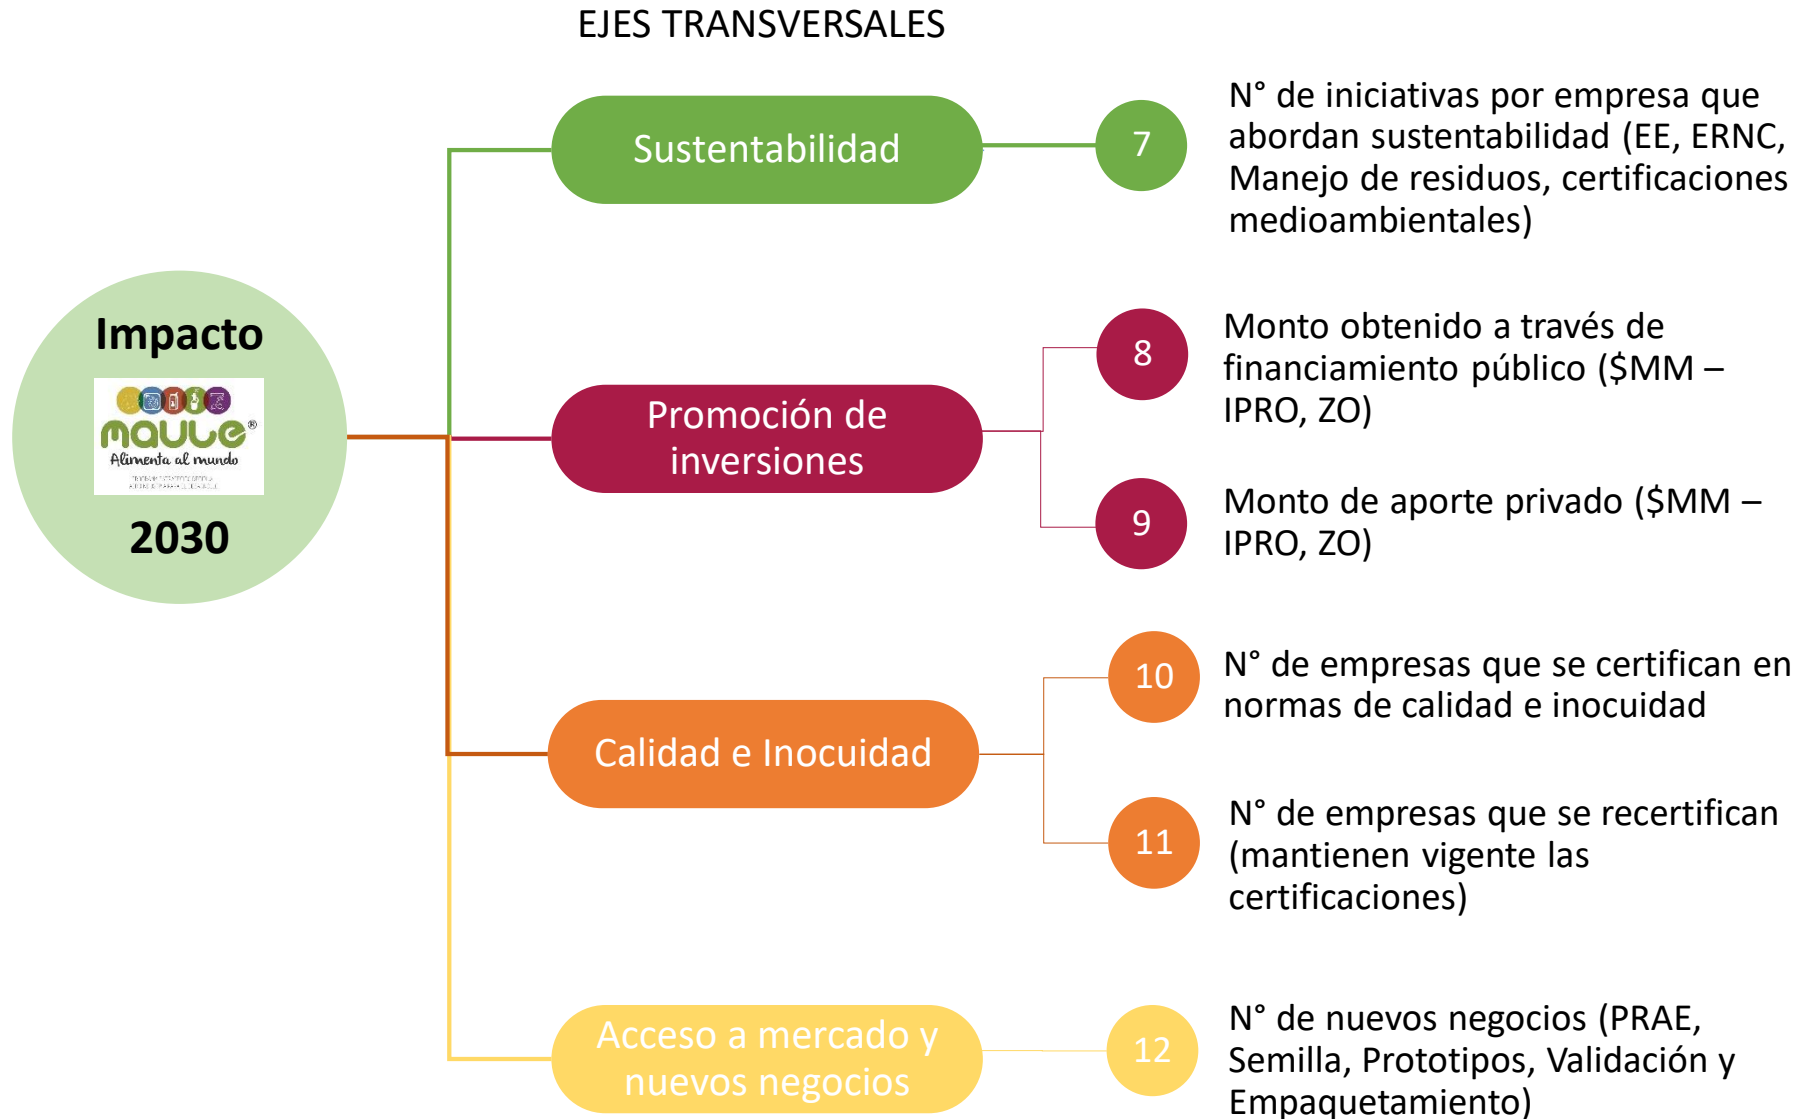 EJES TRANSVERSALES
Impacto
maule®
Alimenta al mundo
2030
Sustentabilidad
7
N° de iniciativas por empresa que
abordan sustentabilidad (EE, ERNC,
Manejo de residuos, certificaciones
medioambientales)
Promoción de
inversiones
8
Monto obtenido a través de
financiamiento público ($MM –
IPRO, ZO)
9
Monto de aporte privado ($MM –
IPRO, ZO)
Calidad e Inocuidad
10
N° de empresas que se certifican en
normas de calidad e inocuidad
11
N° de empresas que se recertifican
(mantienen vigente las
certificaciones)
Acceso a mercado y
nuevos negocios
12
N° de nuevos negocios (PRAE,
Semilla, Prototipos, Validación y
Empaquetamiento)